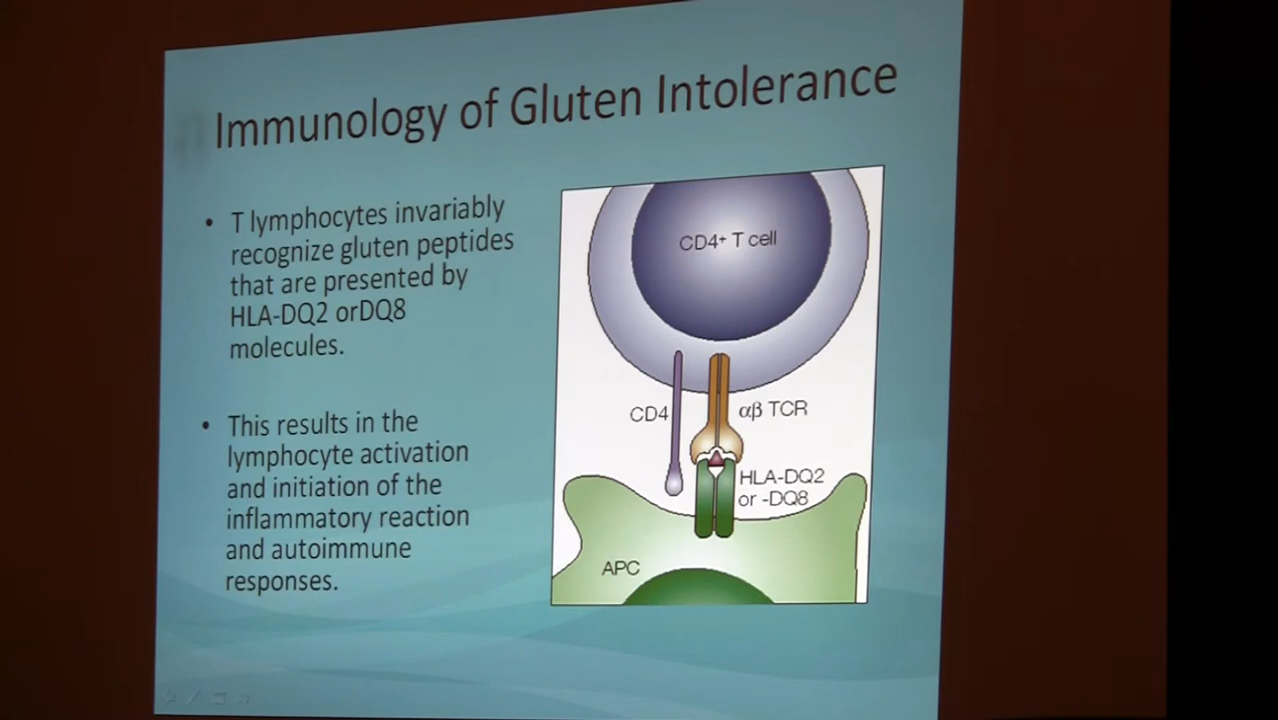 Immunology of Gluten Intolerance
• T lymphocytes invariably
recognize gluten peptides
that are presented by
HLA-DQ2 orDQ8
molecules.
• This results in the
lymphocyte activation
and initiation of the
inflammatory reaction
and autoimmune
responses.
CD4+ T cell
CD4
αβ TCR
HLA-DQ2
or -DQ8
APC